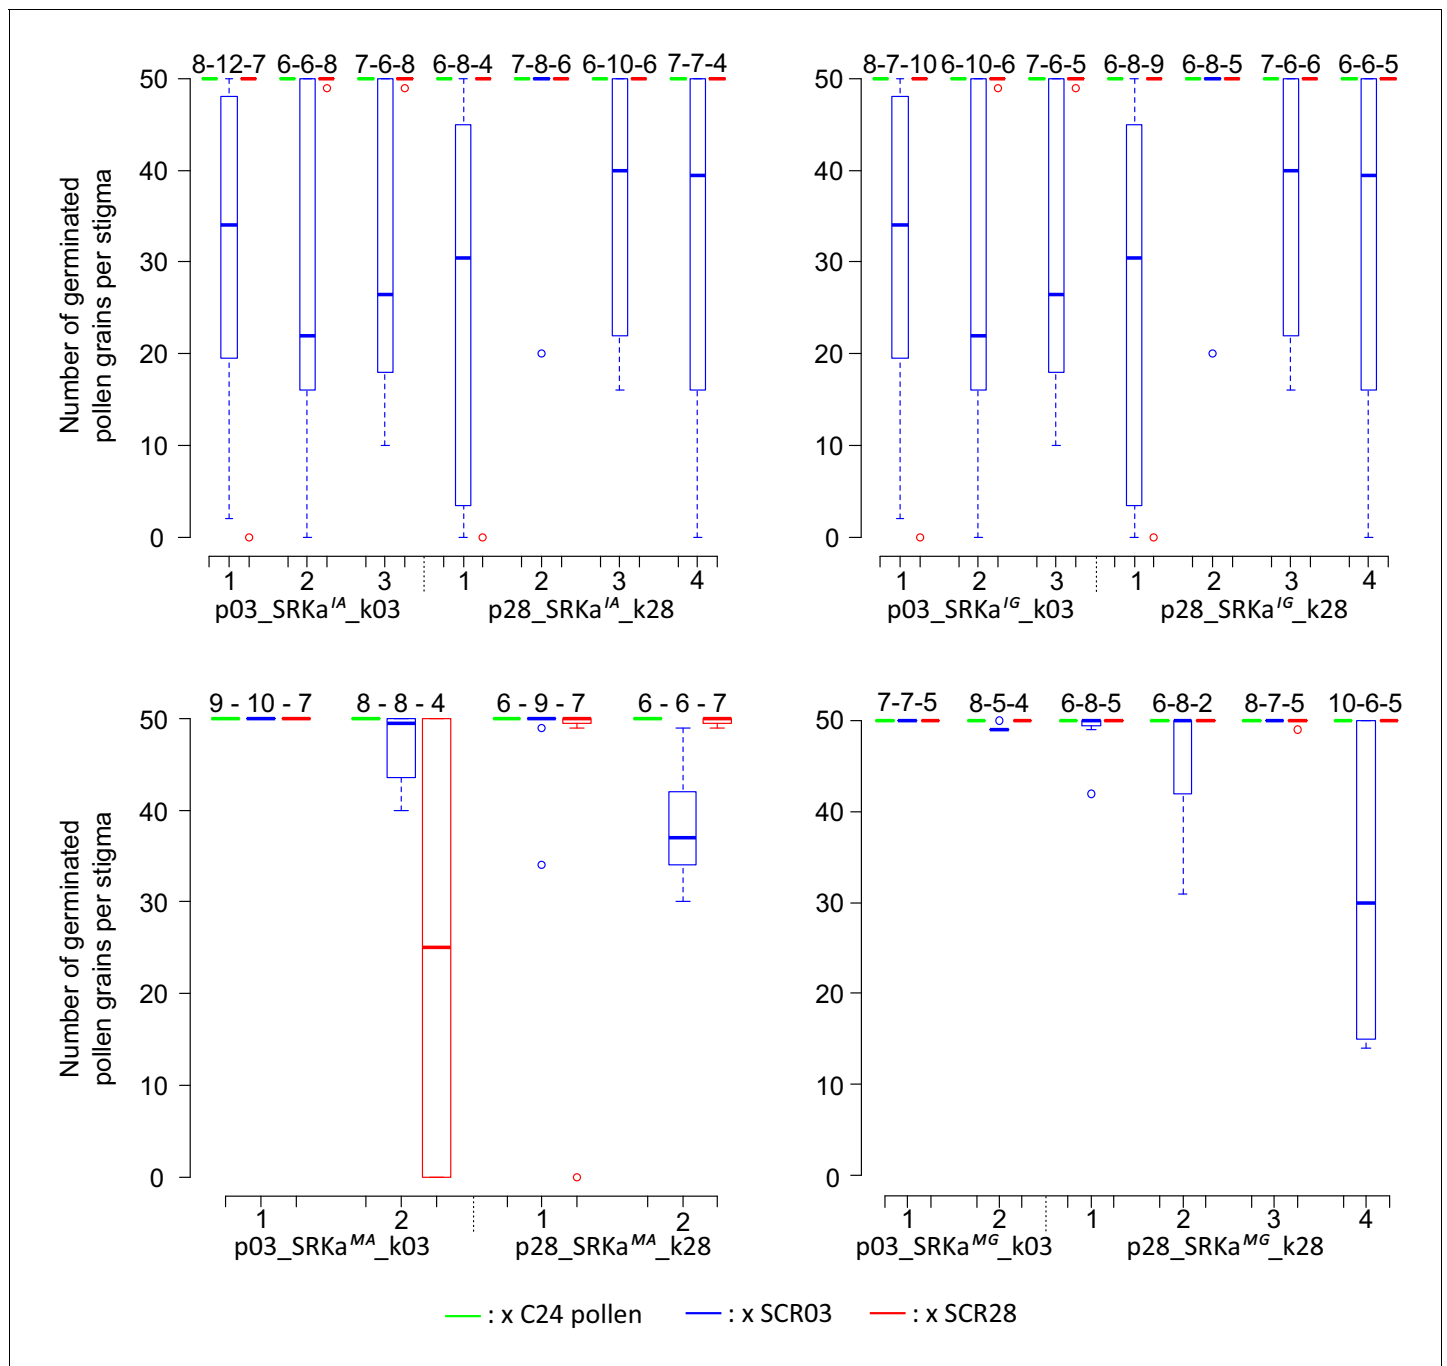 8-12-7 6-6-8 7-6-8 6-8-4 7-8-6 6-10-6 7-7-4
50
40
30
20
10
0
Number of germinated
pollen grains per stigma
1 2 3 1 2 3 4
p03_SRKa^IA_k03 p28_SRKa^IA_k28
8-7-10 6-10-6 7-6-5 6-8-9 6-8-5 7-6-6 6-6-5
50
40
30
20
10
0
1 2 3 1 2 3 4
p03_SRKa^IG_k03 p28_SRKa^IG_k28
9 - 10 - 7 8 - 8 - 4 6 - 9 - 7 6 - 6 - 7
50
40
30
20
10
0
Number of germinated
pollen grains per stigma
1 2 1 2
p03_SRKa^MA_k03 p28_SRKa^MA_k28
7-7-5 8-5-4 6-8-5 6-8-2 8-7-5 10-6-5
50
40
30
20
10
0
1 2 1 2 3 4
p03_SRKa^MG_k03 p28_SRKa^MG_k28
: x C24 pollen : x SCR03 : x SCR28